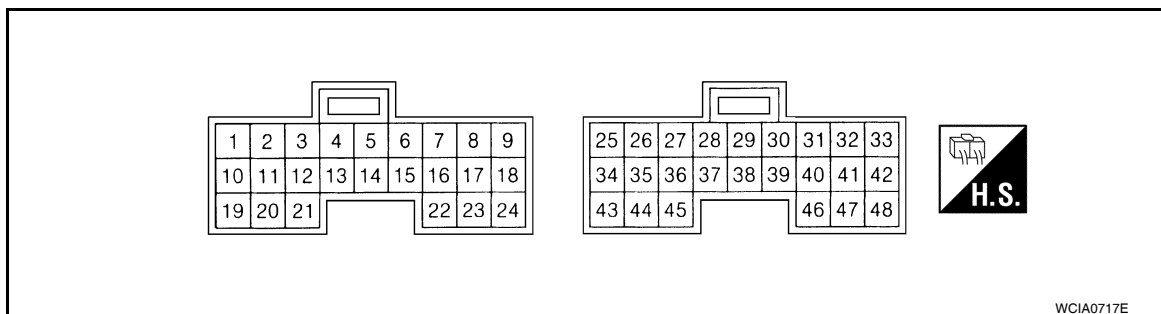 1 2 3 4 5 6 7 8 9
10 11 12 13 14 15 16 17 18
19 20 21 22 23 24
25 26 27 28 29 30 31 32 33
34 35 36 37 38 39 40 41 42
43 44 45 46 47 48
H.S.
WCIA0717E